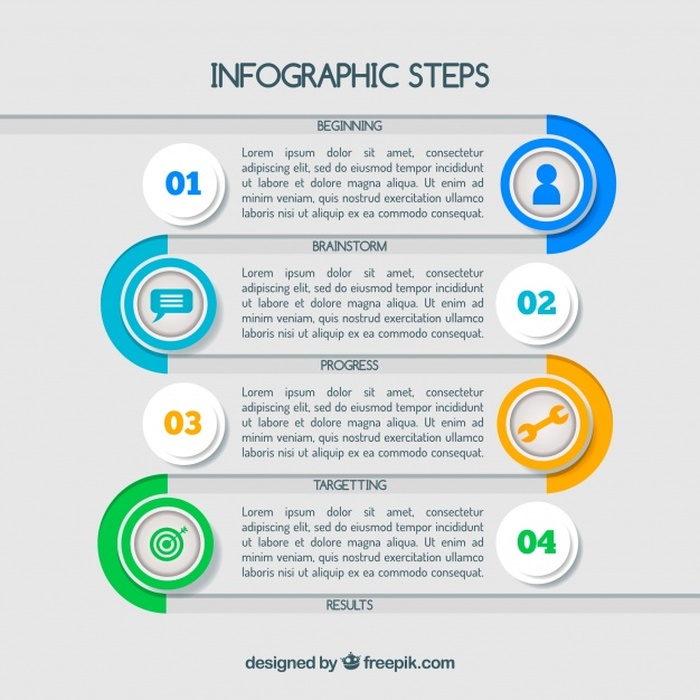 INFOGRAPHIC STEPS
BEGINNING
01
Lorem ipsum dolor sit amet, consectetur
adipiscing elit, sed do eiusmod tempor incididunt
ut labore et dolore magna aliqua. Ut enim ad
minim veniam, quis nostrud exercitation ullamco
laboris nisi ut aliquip ex ea commodo consequat.
BRAINSTORM
Lorem ipsum dolor sit amet, consectetur
adipiscing elit, sed do eiusmod tempor incididunt
ut labore et dolore magna aliqua. Ut enim ad
minim veniam, quis nostrud exercitation ullamco
laboris nisi ut aliquip ex ea commodo consequat.
02
PROGRESS
03
Lorem ipsum dolor sit amet, consectetur
adipiscing elit, sed do eiusmod tempor incididunt
ut labore et dolore magna aliqua. Ut enim ad
minim veniam, quis nostrud exercitation ullamco
laboris nisi ut aliquip ex ea commodo consequat.
TARGETTING
Lorem ipsum dolor sit amet, consectetur
adipiscing elit, sed do eiusmod tempor incididunt
ut labore et dolore magna aliqua. Ut enim ad
minim veniam, quis nostrud exercitation ullamco
laboris nisi ut aliquip ex ea commodo consequat.
04
RESULTS
designed by freepik.com